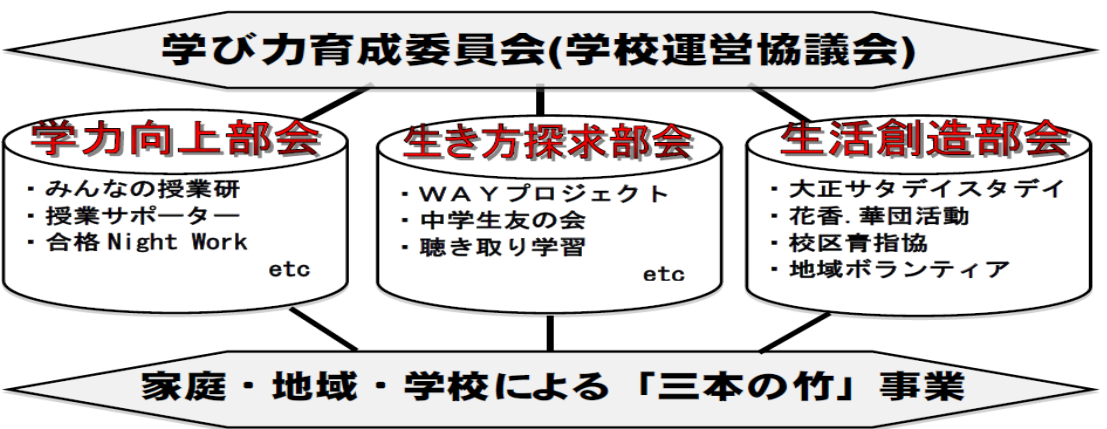 学び力育成委員会(学校運営協議会)
学力向上部会
・みんなの授業研
・授業サポーター
・合格Night Work
etc
生き方探求部会
・WAYプロジェクト
・中学生友の会
・聴き取り学習
etc
生活創造部会
・大正サタデイスタデイ
・花香.華団活動
・校区青指協
・地域ボランティア
家庭・地域・学校による「三本の竹」事業